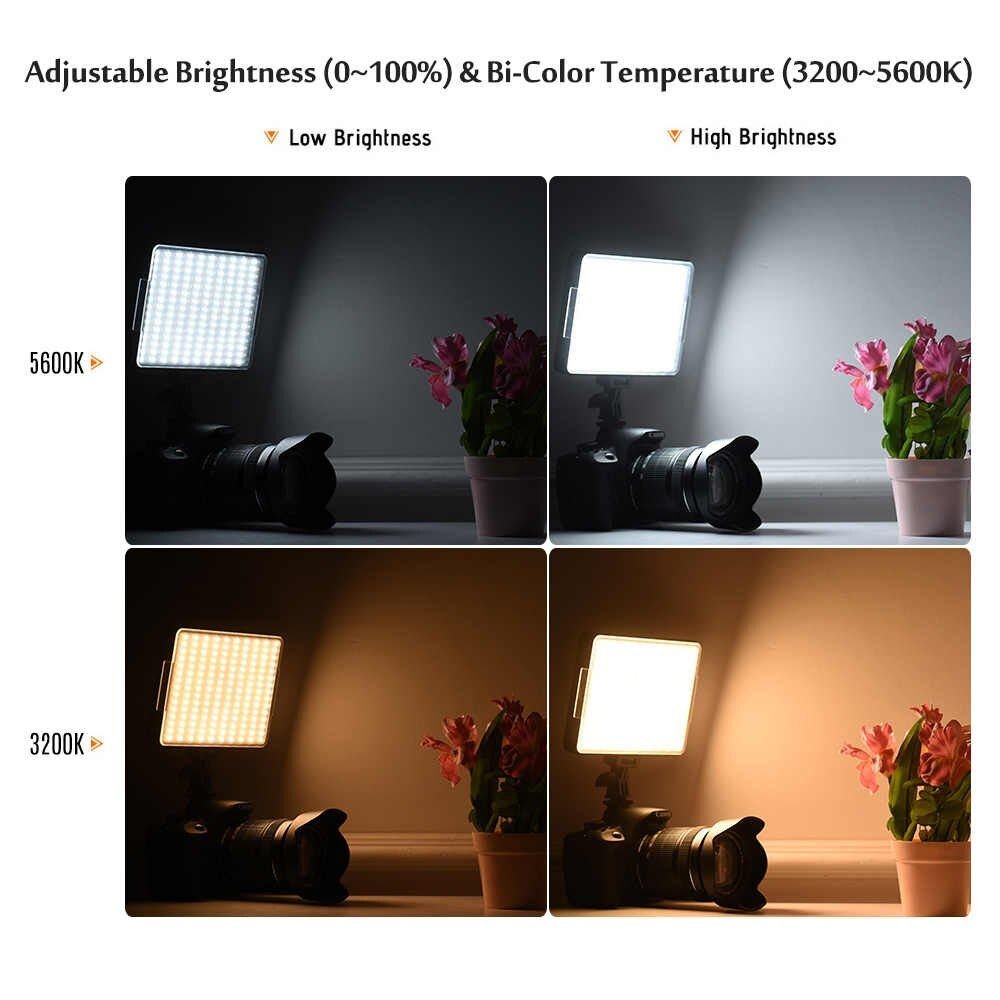 Adjustable Brightness (0~100%) & Bi-Color Temperature (3200~5600K)
Low Brightness
High Brightness
5600K
3200K